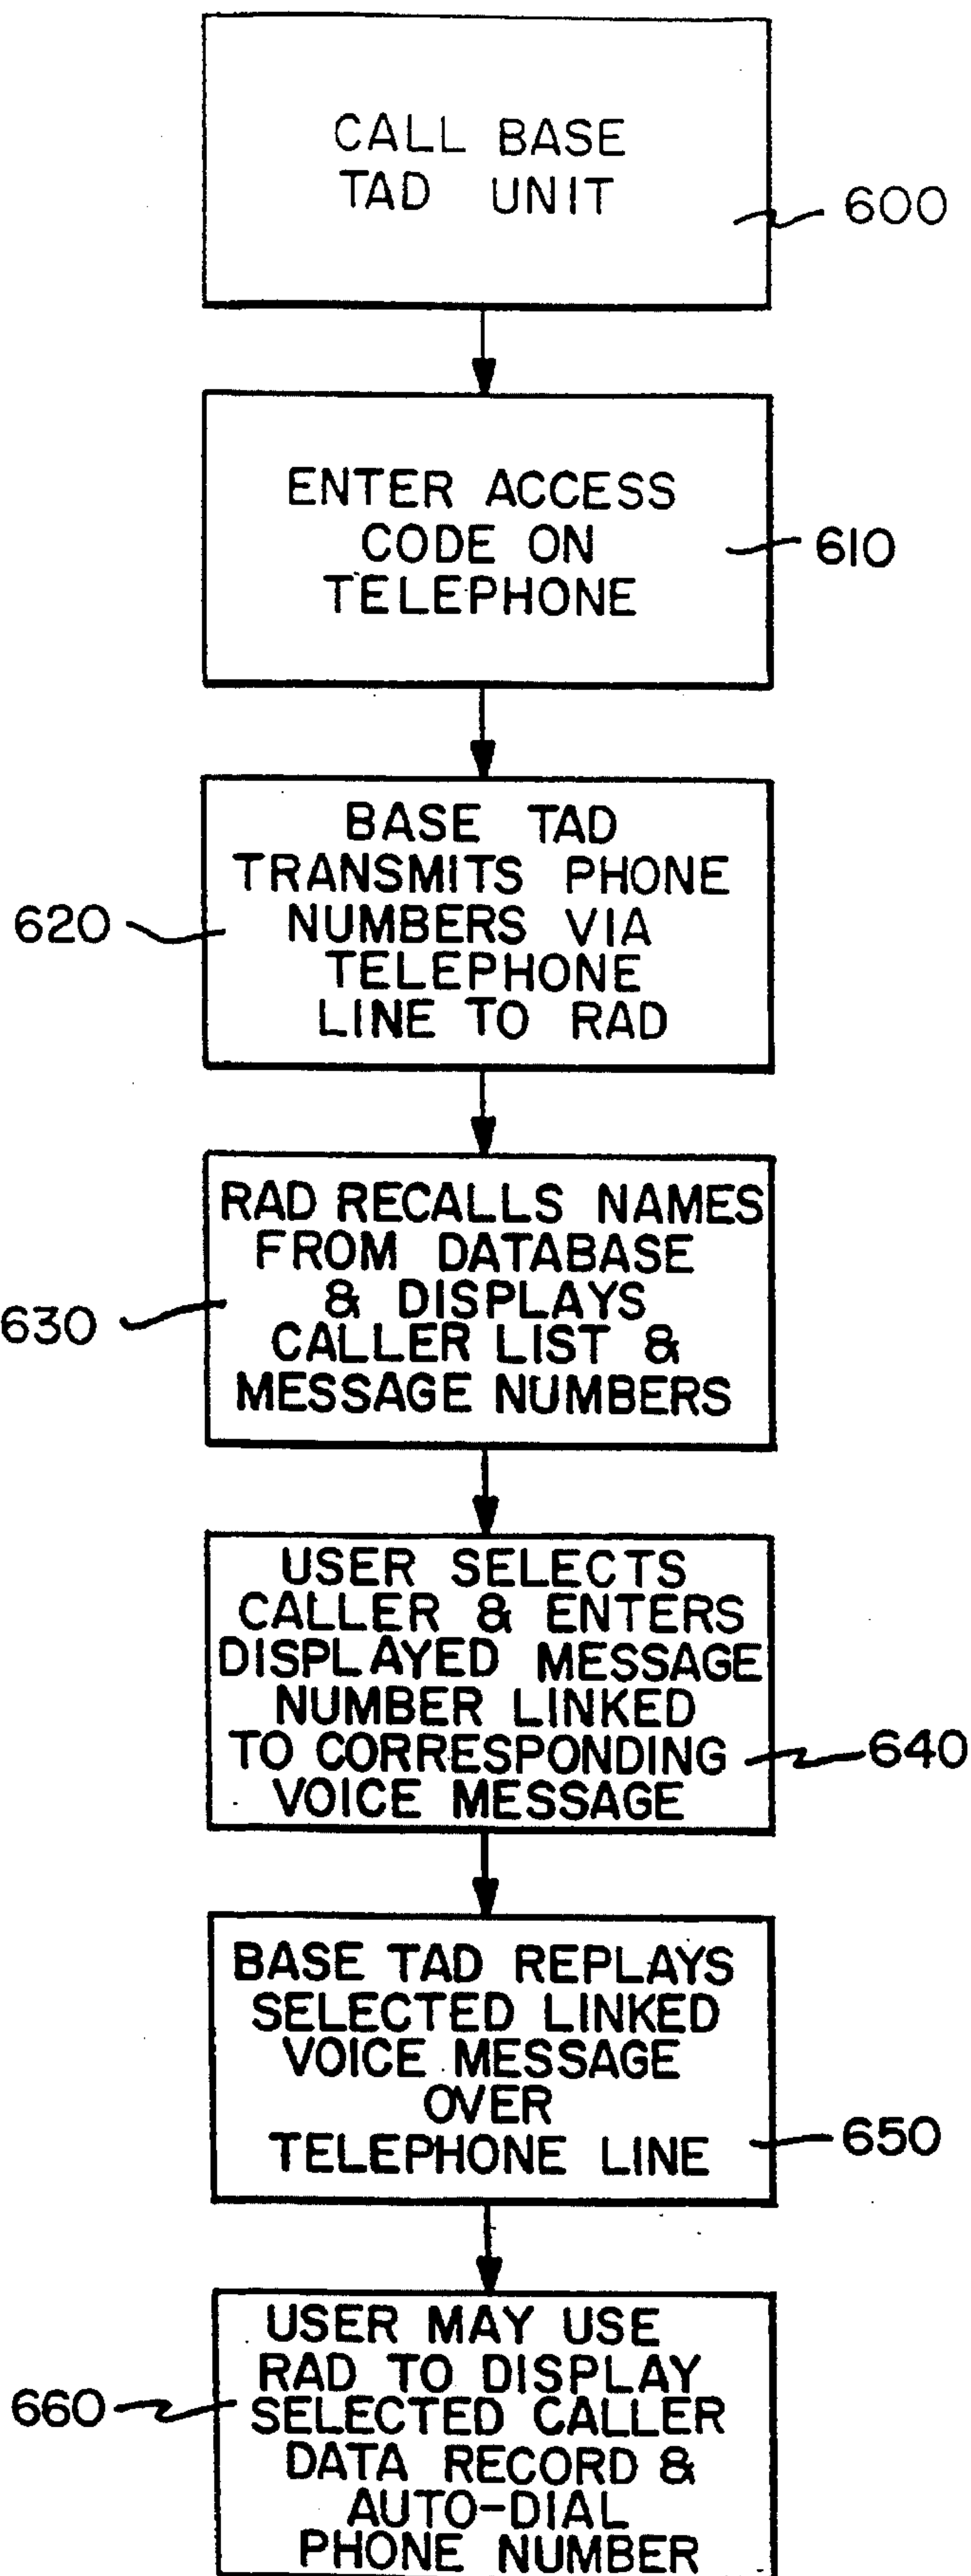 CALL BASE
TAD UNIT
600
ENTER ACCESS
CODE ON
TELEPHONE
610
BASE TAD
TRANSMITS PHONE
NUMBERS VIA
TELEPHONE
LINE TO RAD
620
RAD RECALLS NAMES
FROM DATABASE
& DISPLAYS
CALLER LIST &
MESSAGE NUMBERS
630
USER SELECTS
CALLER & ENTERS
DISPLAYED MESSAGE
NUMBER LINKED
TO CORRESPONDING
VOICE MESSAGE
640
BASE TAD REPLAYS
SELECTED LINKED
VOICE MESSAGE
OVER
TELEPHONE LINE
650
USER MAY USE
RAD TO DISPLAY
SELECTED CALLER
DATA RECORD &
AUTO-DIAL
PHONE NUMBER
660